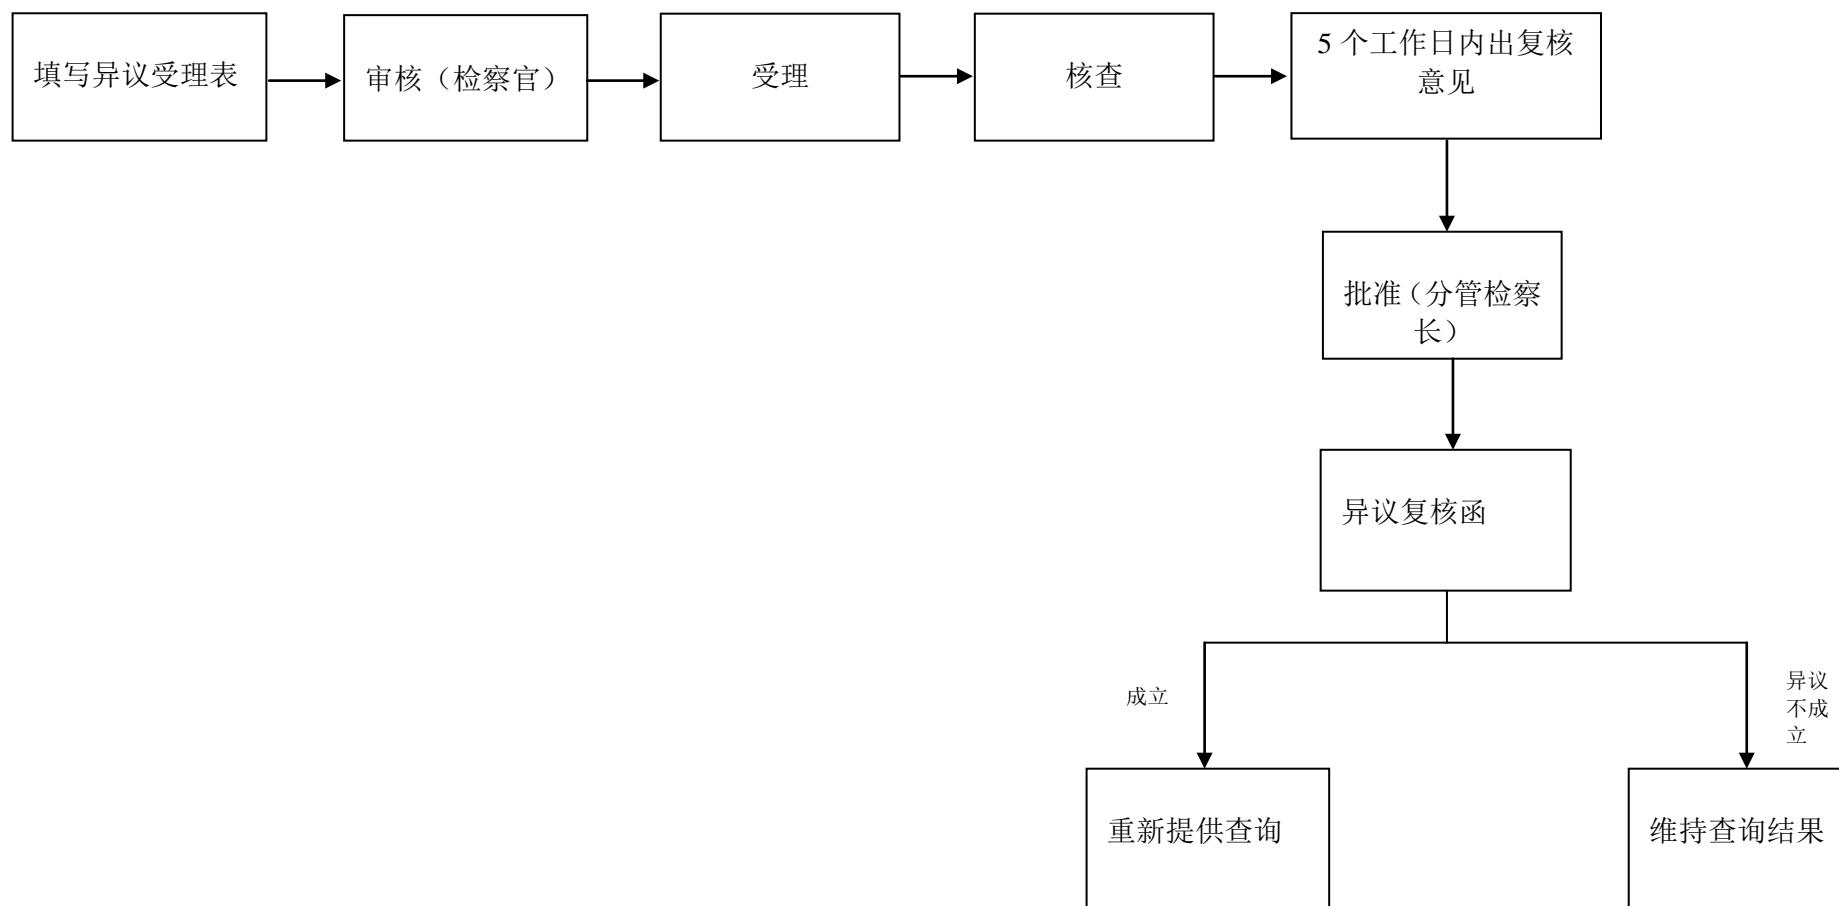 填写异议受理表
审核（检察官）
受理
核查
5 个工作日内出复核
意见
批准（分管检察
长）
异议复核函
成立
异议
不成
立
重新提供查询
维持查询结果